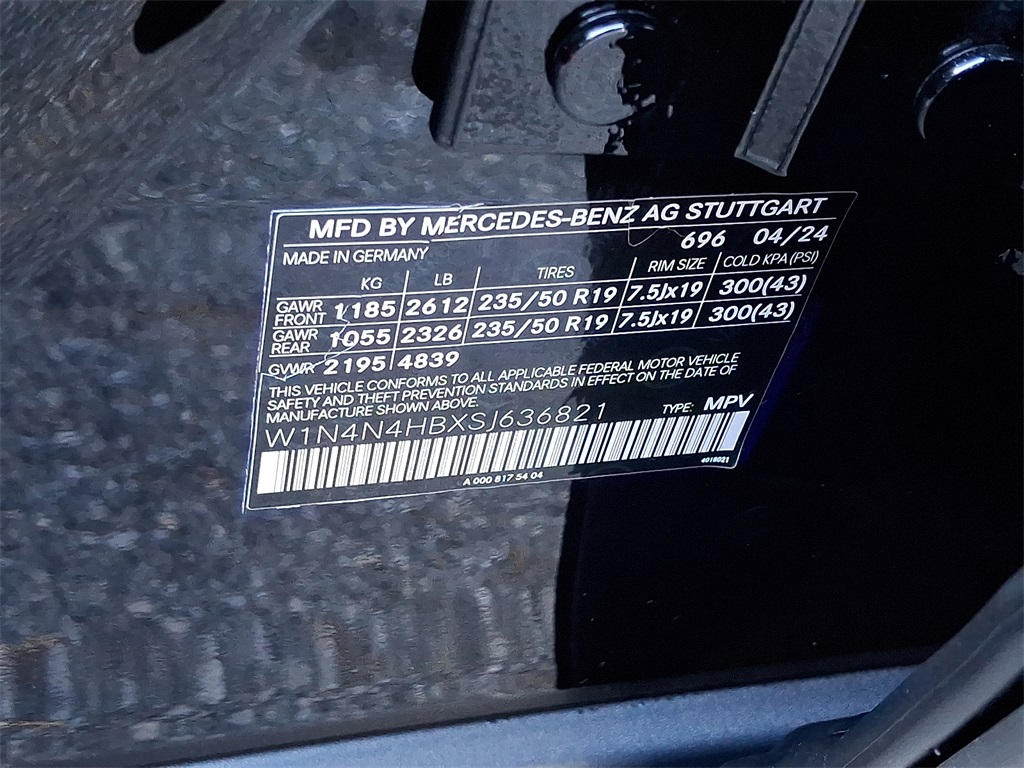 MFD BY MERCEDES-BENZ AG STUTTGART
MADE IN GERMANY 696 04/24
KG LB TIRES RIM SIZE COLD KPA (PSI)
GAWR FRONT 1185 2612 235/50 R19 7.5Jx19 300(43)
GAWR REAR 1055 2326 235/50 R19 7.5Jx19 300(43)
GVWR 2195 4839
THIS VEHICLE CONFORMS TO ALL APPLICABLE FEDERAL MOTOR VEHICLE
SAFETY AND THEFT PREVENTION STANDARDS IN EFFECT ON THE DATE OF
MANUFACTURE SHOWN ABOVE.
W1N4N4HBXSJ636821 TYPE: MPV
4018021
A 000 817 54 04